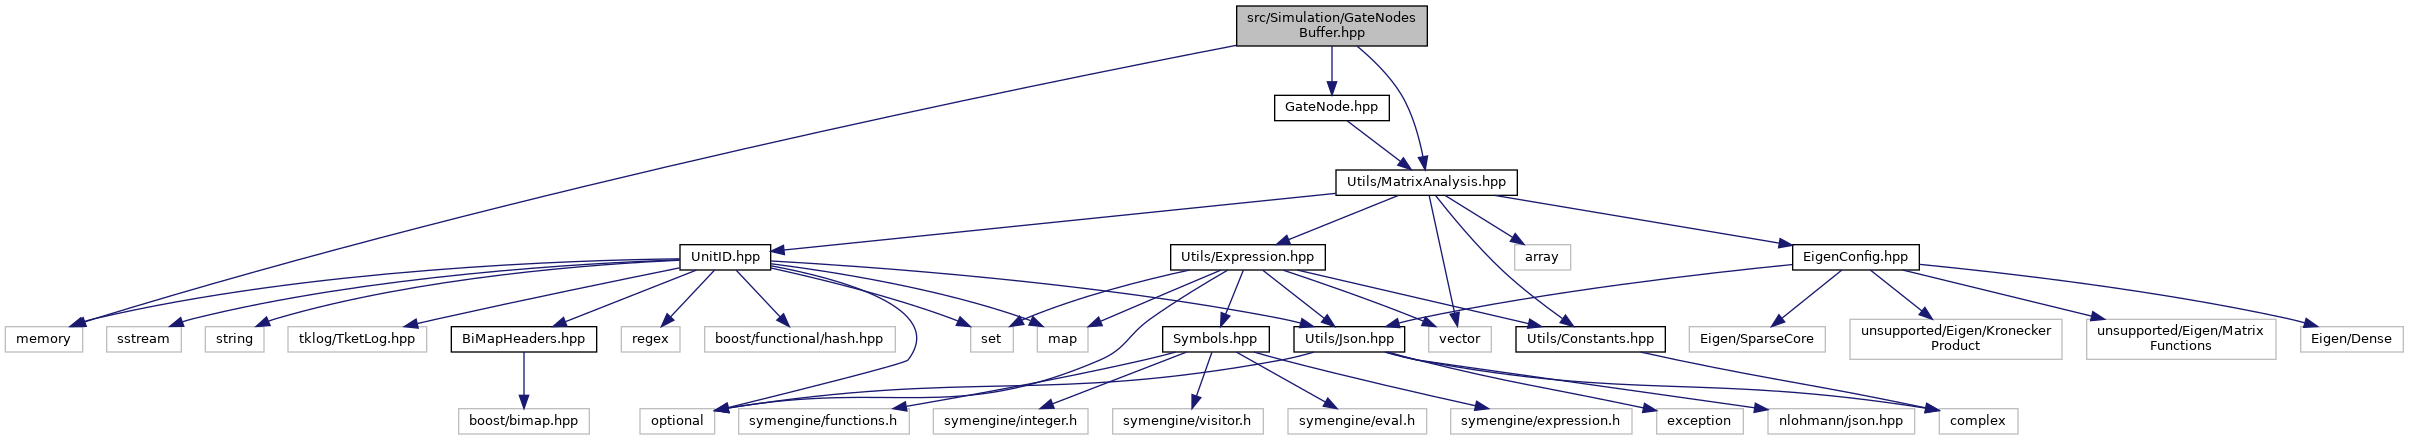 src/Simulation/GateNodes
Buffer.hpp
GateNode.hpp
Utils/MatrixAnalysis.hpp
UnitID.hpp
Utils/Expression.hpp
array
EigenConfig.hpp
memory
sstream
string
tklog/TketLog.hpp
BiMapHeaders.hpp
regex
boost/functional/hash.hpp
set
map
Symbols.hpp
Utils/Json.hpp
vector
Utils/Constants.hpp
Eigen/SparseCore
unsupported/Eigen/Kronecker
Product
unsupported/Eigen/Matrix
Functions
Eigen/Dense
boost/bimap.hpp
optional
symengine/functions.h
symengine/integer.h
symengine/visitor.h
symengine/eval.h
symengine/expression.h
exception
nlohmann/json.hpp
complex